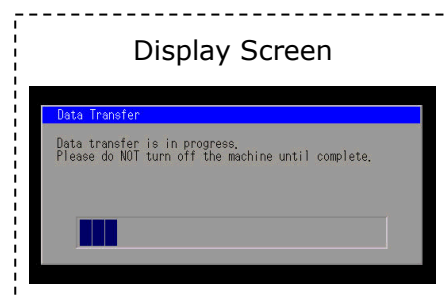 Display Screen
Data Transfer
Data transfer is in progress.
Please do NOT turn off the machine until complete.